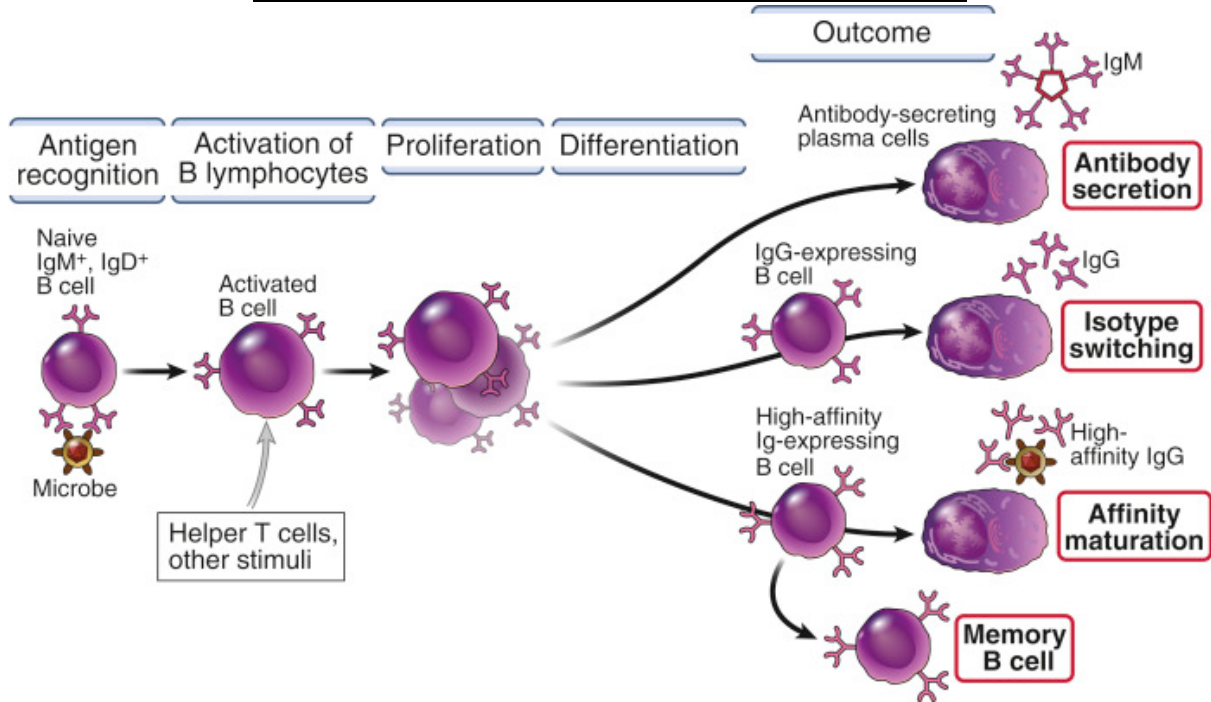 Outcome
IgM
Antibody-secreting
plasma cells
Antigen
recognition
Activation of
B lymphocytes
Proliferation
Differentiation
Antibody
secretion
Naive
IgM⁺, IgD⁺
B cell
Activated
B cell
IgG-expressing
B cell
IgG
Isotype
switching
Microbe
High-affinity
Ig-expressing
B cell
High-
affinity IgG
Helper T cells,
other stimuli
Affinity
maturation
Memory
B cell